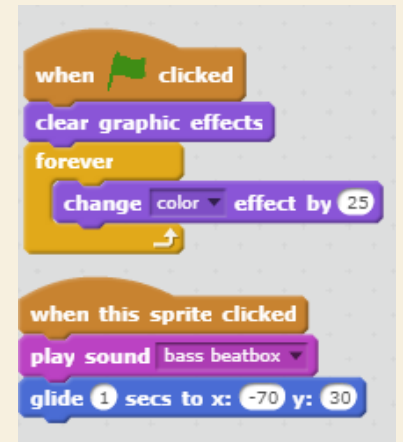 when clicked
clear graphic effects
forever
change color effect by 25
when this sprite clicked
play sound bass beatbox
glide 1 secs to x: -70 y: 30